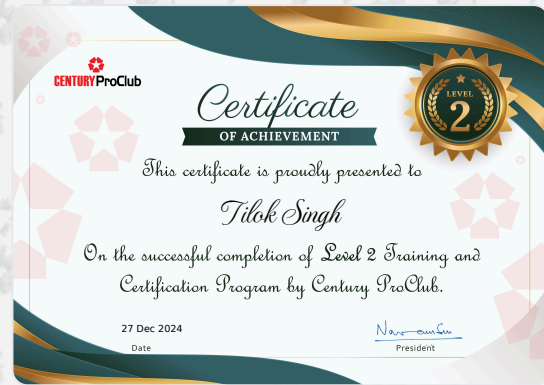 CENTURY ProClub
LEVEL
2
Certificate
OF ACHIEVEMENT
This certificate is proudly presented to
Tilok Singh
On the successful completion of Level 2 Training and
Certification Program by Century ProClub.
27 Dec 2024
Date
President